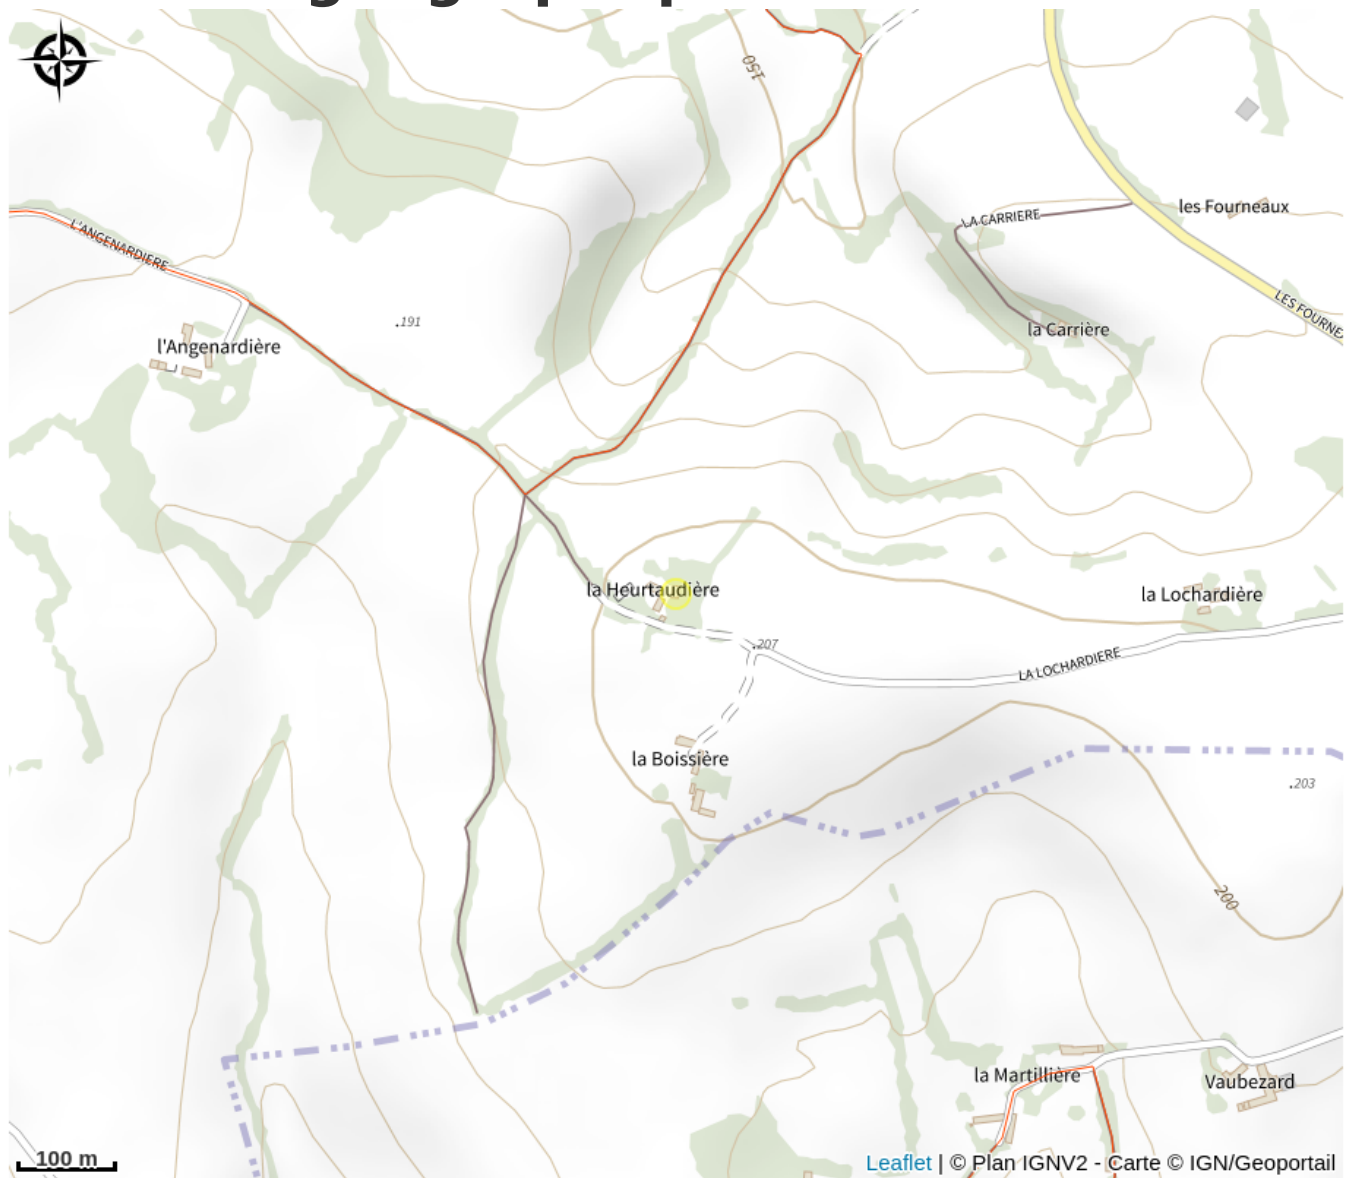 150
les Fourneaux
LA CARRIERE
L'ANGENARDIERE
LES FOURNE
.191
la Carrière
l'Angenardière
la Heurtaudière
la Lochardière
.207
LA LOCHARDIERE
la Boissière
.203
200
la Martillière
Vaubezard
100 m
Leaflet | © Plan IGNV2 - Carte © IGN/Geoportail